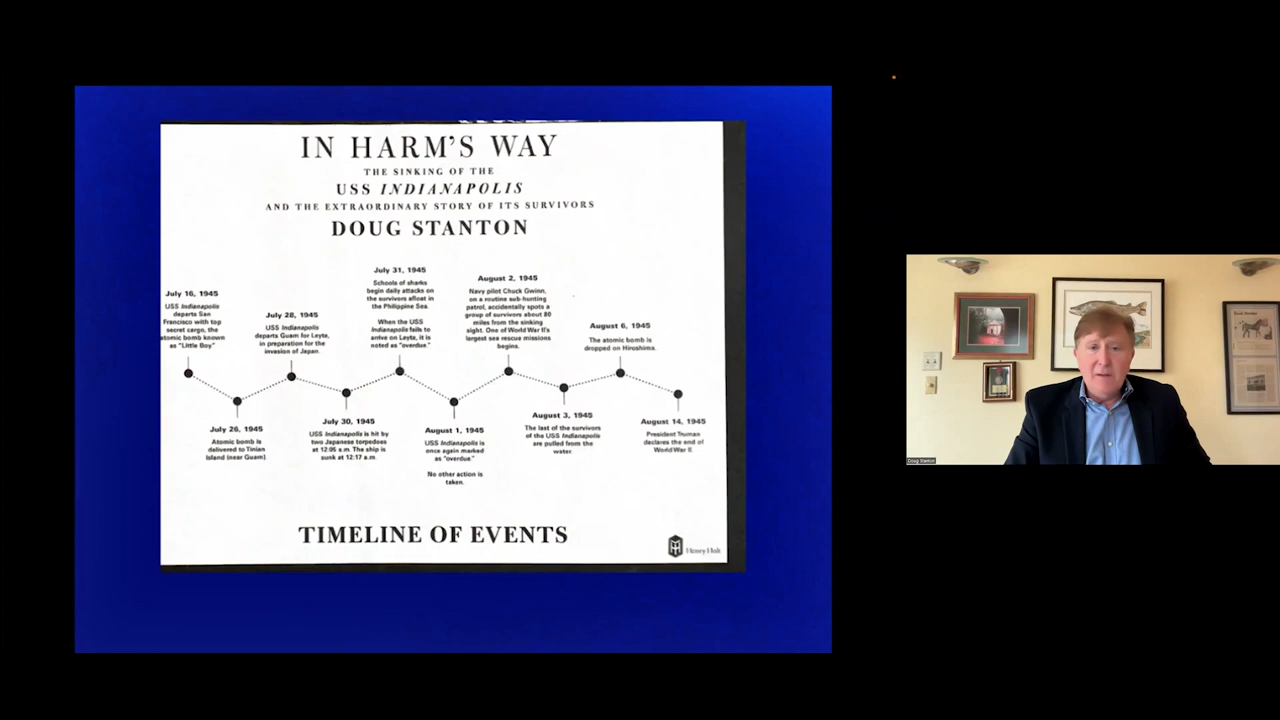 IN HARM'S WAY
THE SINKING OF THE
USS INDIANAPOLIS
AND THE EXTRAORDINARY STORY OF ITS SURVIVORS
DOUG STANTON
July 16, 1945
USS Indianapolis
departs San
Francisco with top
secret cargo, the
atomic bomb known
as "Little Boy."
July 26, 1945
Atomic bomb is
delivered to Tinian
Island (near Guam)
July 28, 1945
USS Indianapolis
departs Guam for Leyte,
in preparation for the
invasion of Japan.
July 30, 1945
USS Indianapolis is hit by
two Japanese torpedoes
at 12:05 a.m. The ship is
sunk at 12:17 a.m.
July 31, 1945
Schools of sharks
begin daily attacks on
the survivors afloat in
the Philippine Sea.
When the USS
Indianapolis fails to
arrive on Leyte, it is
noted as "overdue."
August 1, 1945
USS Indianapolis is
once again marked
as "overdue."
No other action is
taken.
August 2, 1945
Navy pilot Chuck Gwinn,
on a routine sub-hunting
patrol, accidentally spots a
group of survivors about 80
miles from the sinking
sight. One of World War II's
largest sea rescue missions
begins.
August 3, 1945
The last of the survivors
of the USS Indianapolis
are pulled from the
water.
August 6, 1945
The atomic bomb is
dropped on Hiroshima.
August 14, 1945
President Truman
declares the end of
World War II.
TIMELINE OF EVENTS
Henry Holt
Doug Stanton